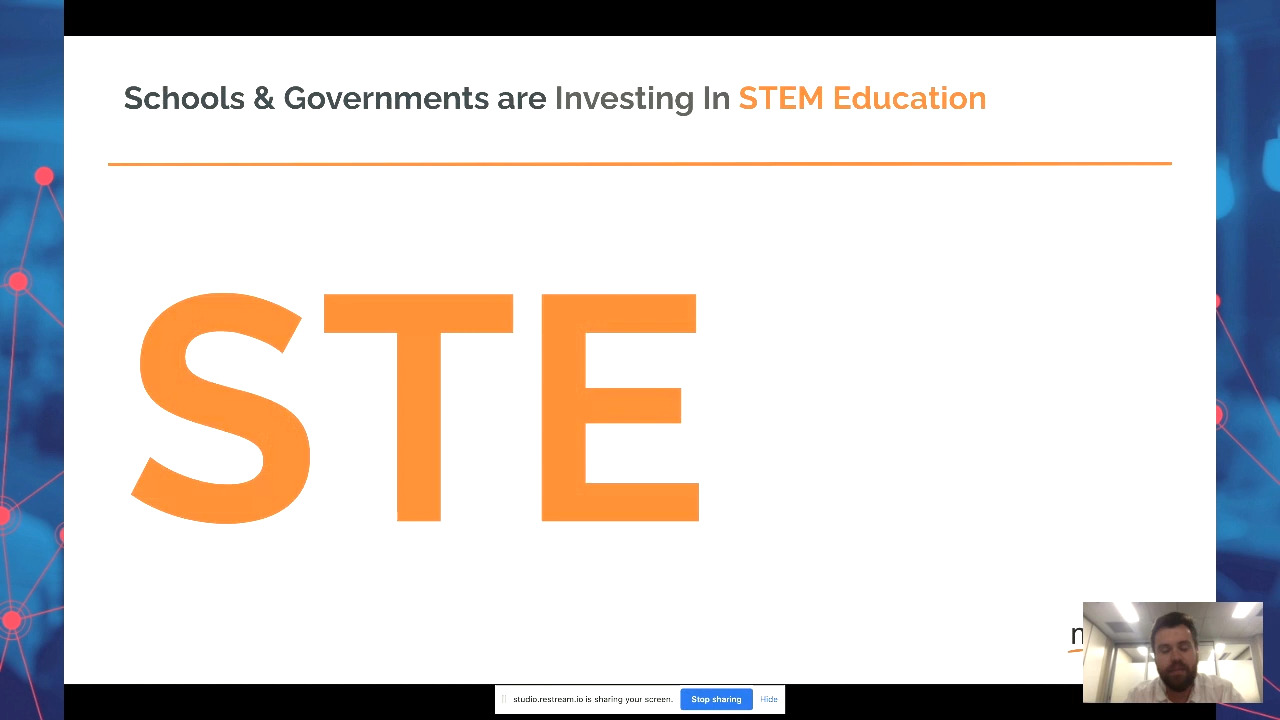 Schools & Governments are Investing In STEM Education
STE
n
studio.restream.io is sharing your screen. Stop sharing Hide